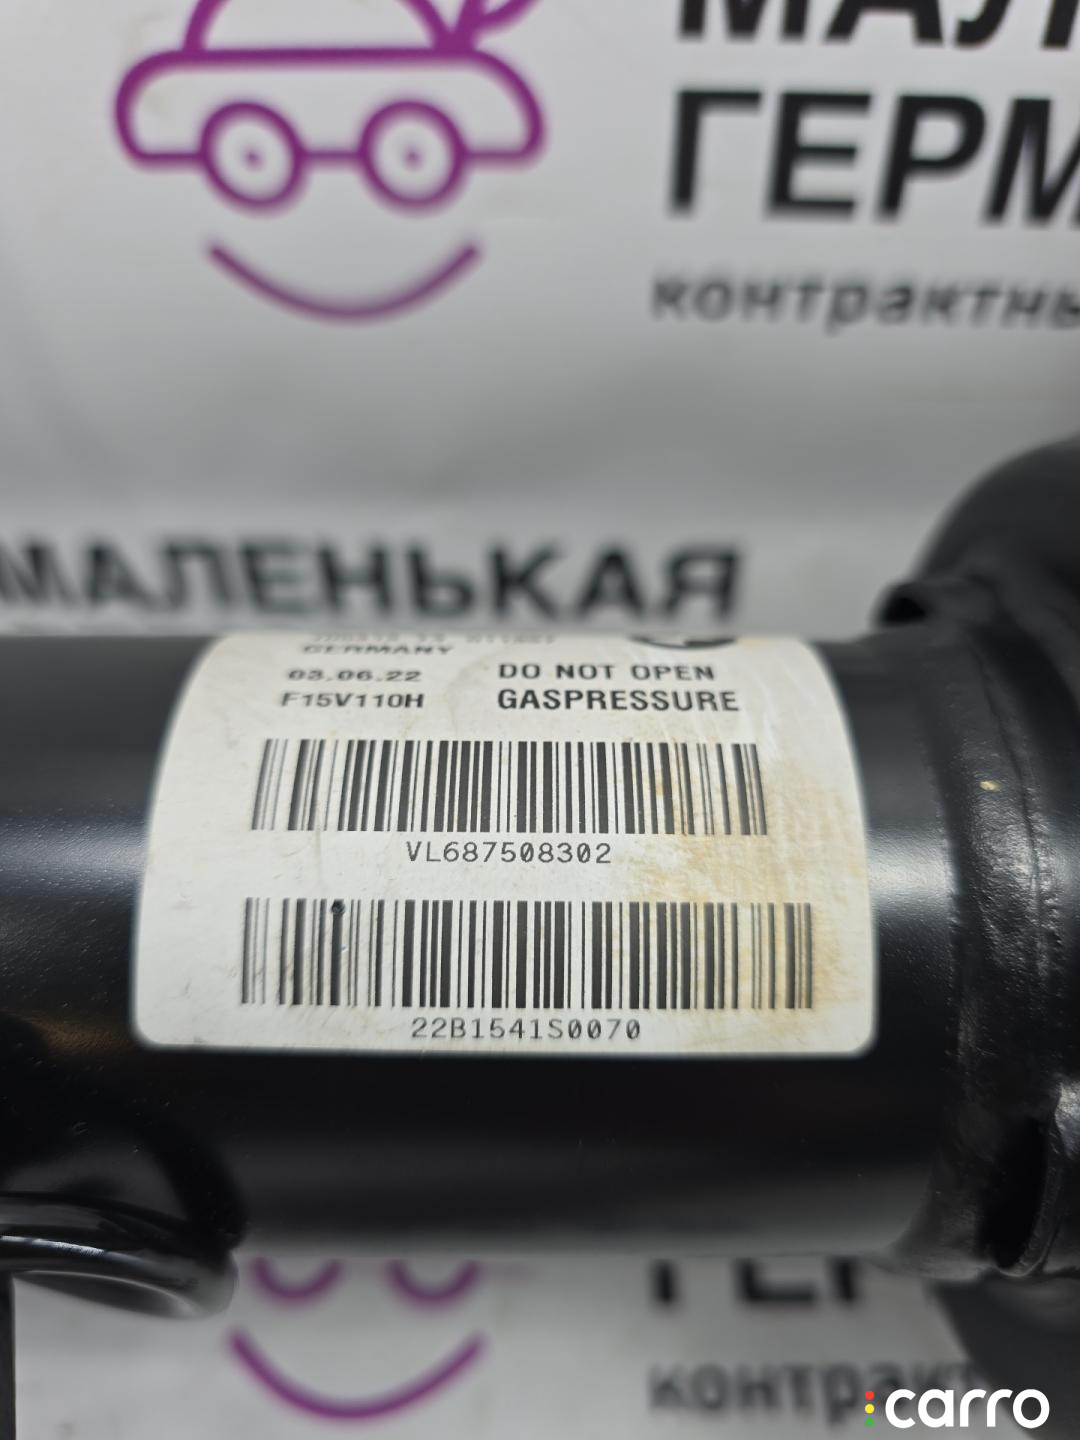 МАЛ
ГЕРМ
контрактны
МАЛЕНЬКАЯ
GERMANY
03.06.22 DO NOT OPEN
F15V110H GASPRESSURE
VL687508302
22B1541S0070
контракт
carro